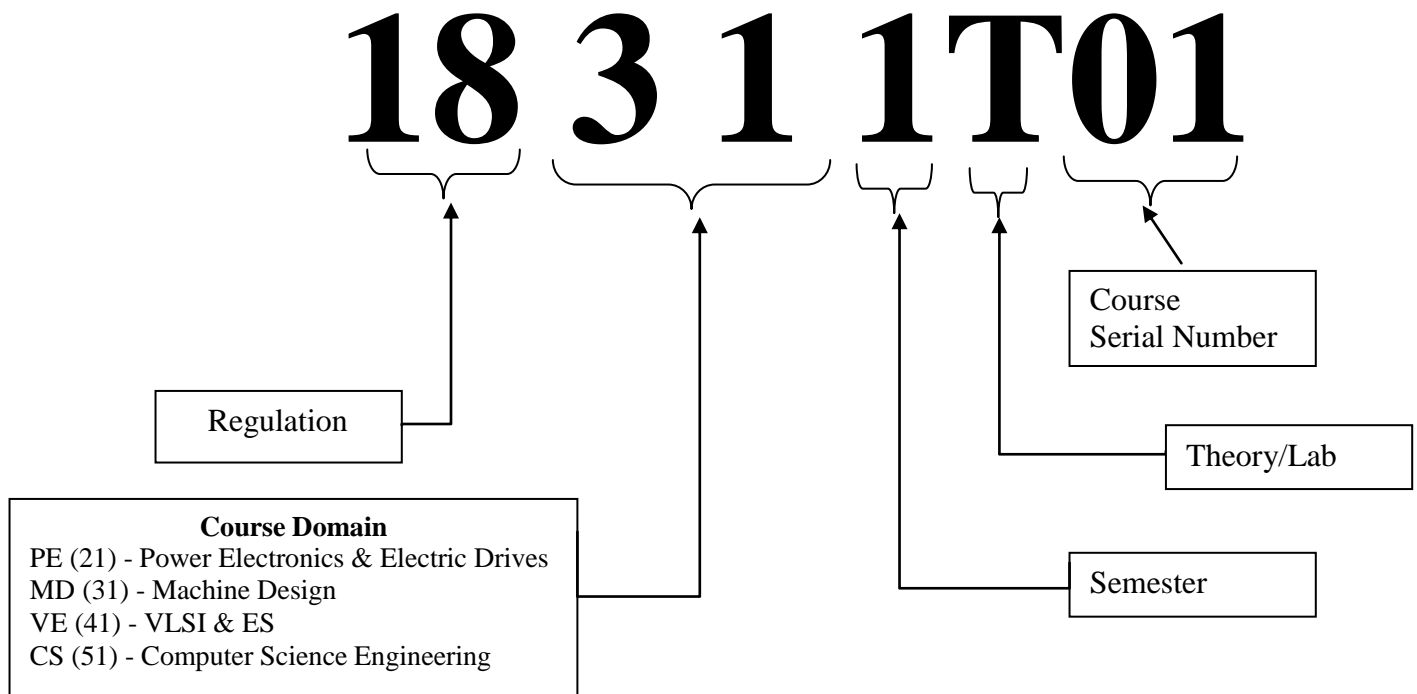 18 3 1 1T01
Course
Serial Number
Regulation
Theory/Lab
Course Domain
PE (21) - Power Electronics & Electric Drives
MD (31) - Machine Design
VE (41) - VLSI & ES
CS (51) - Computer Science Engineering
Semester